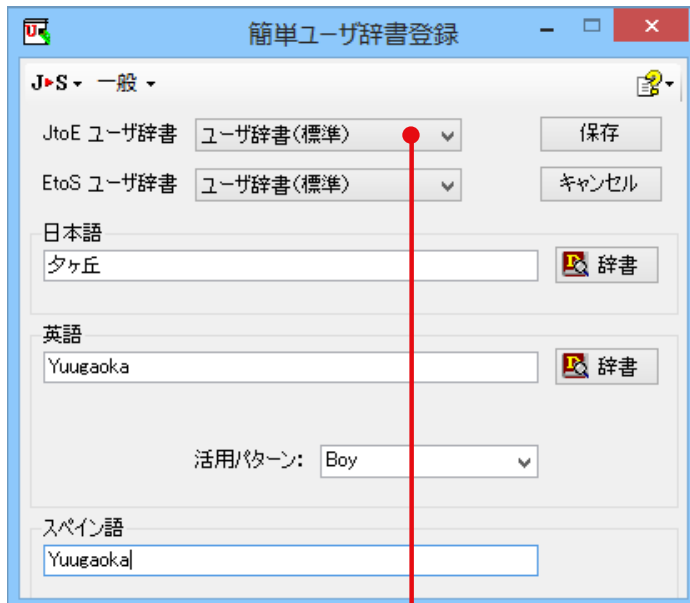 簡単ユーザ辞書登録
J▸S 一般
JtoE ユーザ辞書 ユーザ辞書(標準) 保存
EtoS ユーザ辞書 ユーザ辞書(標準) キャンセル
日本語
夕ヶ丘 辞書
英語
Yuugaoka 辞書
活用パターン: Boy
スペイン語
Yuugaoka